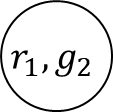 r₁, g₂